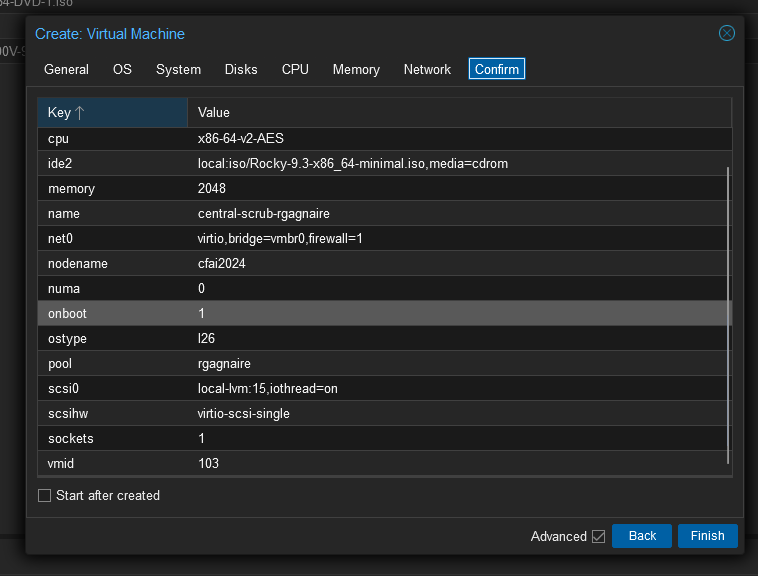 64-DVD-1.iso
Create: Virtual Machine
General OS System Disks CPU Memory Network Confirm
Key ↑ Value
cpu x86-64-v2-AES
ide2 local:iso/Rocky-9.3-x86_64-minimal.iso,media=cdrom
memory 2048
name central-scrub-rgagnaire
net0 virtio,bridge=vmbr0,firewall=1
nodename cfai2024
numa 0
onboot 1
ostype l26
pool rgagnaire
scsi0 local-lvm:15,iothread=on
scsihw virtio-scsi-single
sockets 1
vmid 103
Start after created
Advanced Back Finish